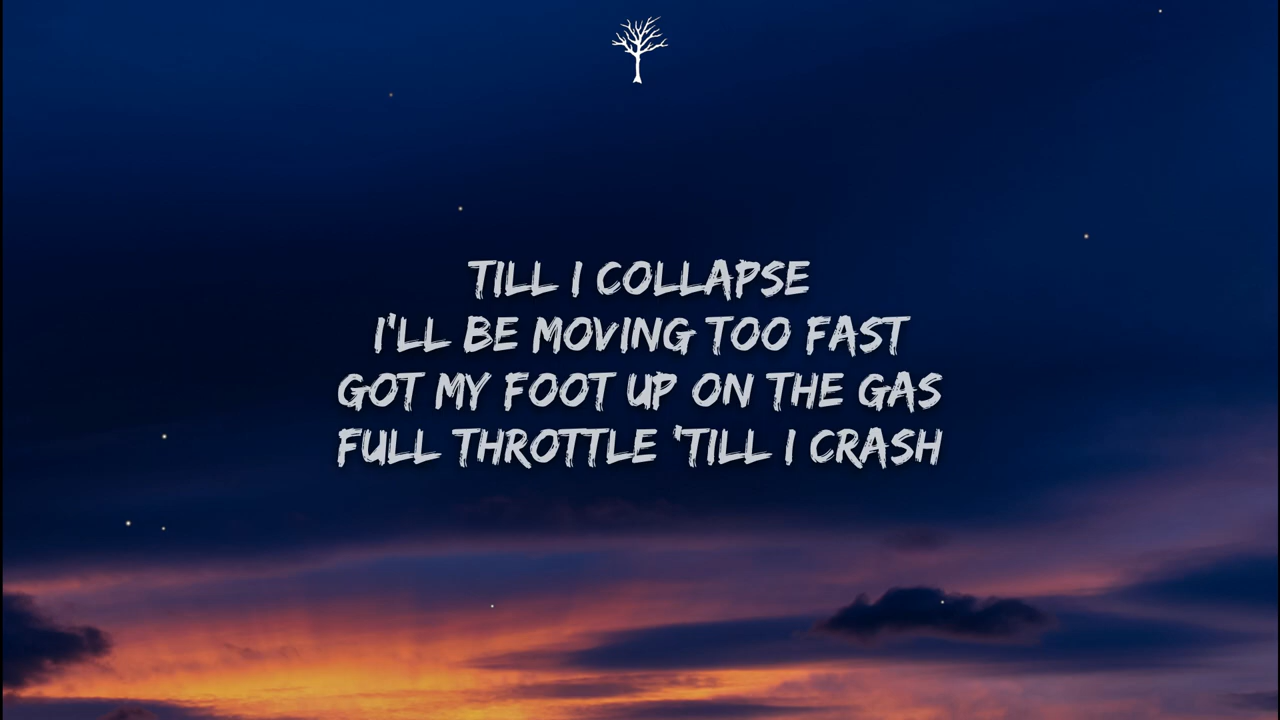 TILL I COLLAPSE
I'LL BE MOVING TOO FAST
GOT MY FOOT UP ON THE GAS
FULL THROTTLE 'TILL I CRASH